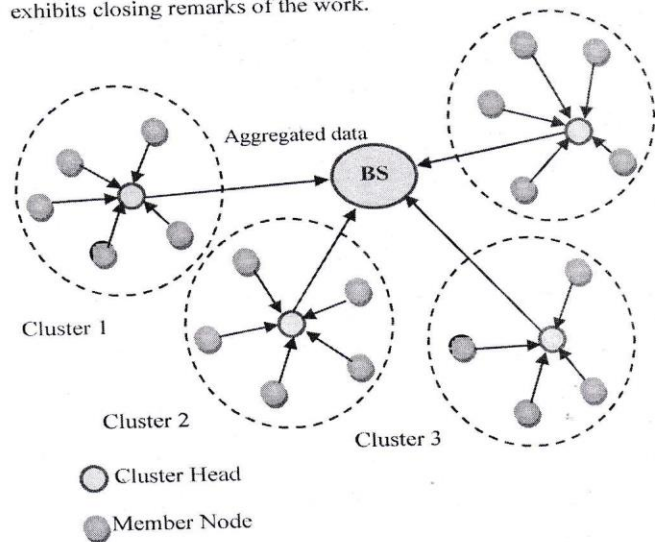 exhibits closing remarks of the work.
Aggregated data
BS
Cluster 1
Cluster 2
Cluster 3
Cluster Head
Member Node